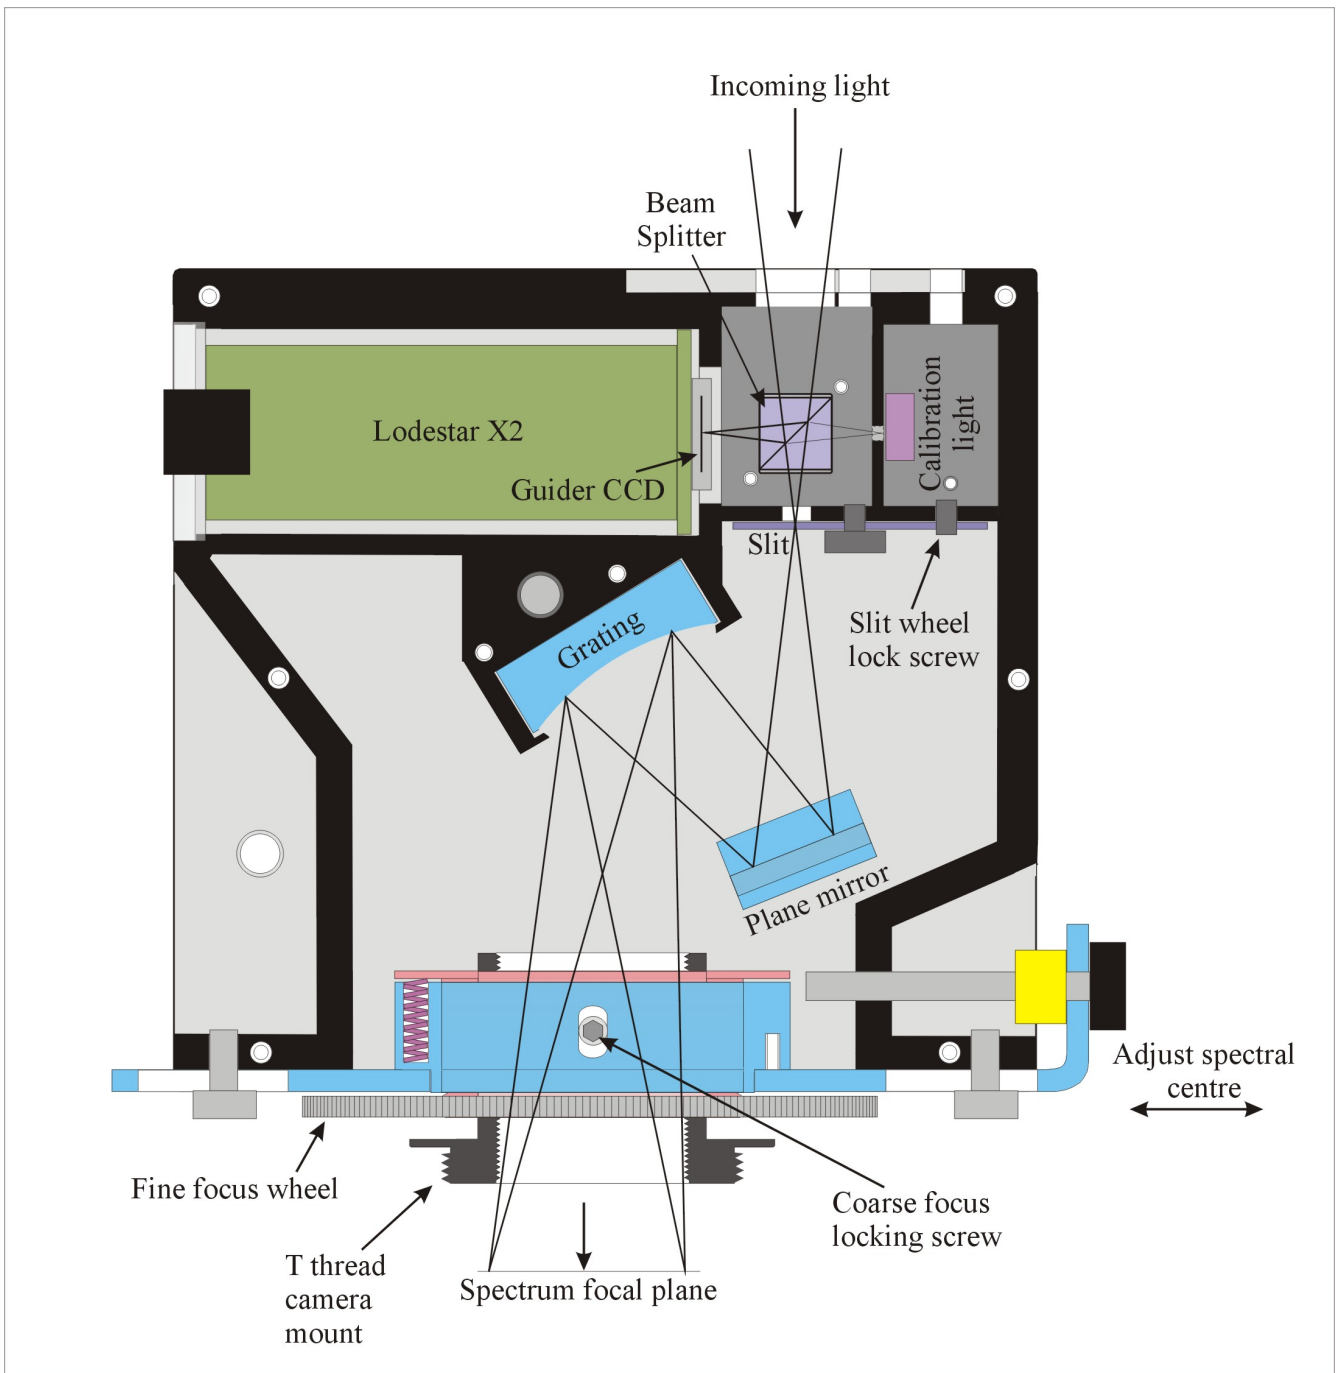 Incoming light
Beam
Splitter
Lodestar X2
Guider CCD
Calibration
light
Slit
Slit wheel
lock screw
Grating
Plane mirror
Adjust spectral
centre
Fine focus wheel
Coarse focus
locking screw
T thread
camera
mount
Spectrum focal plane